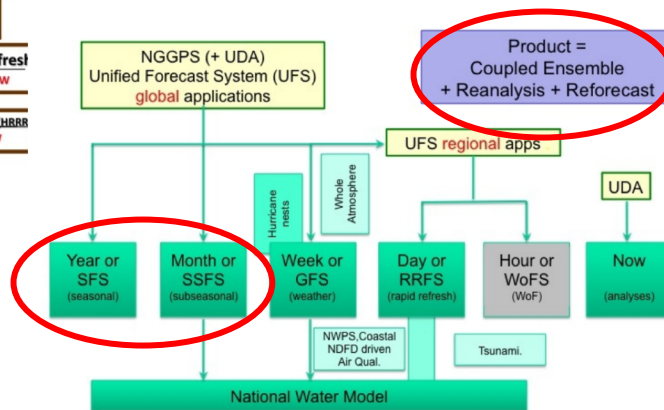 fresh
W
HRRR
NGGPS (+ UDA)
Unified Forecast System (UFS)
global applications
Product =
Coupled Ensemble
+ Reanalysis + Reforecast
UFS regional apps
Hurricane
nests
Whole
Atmosphere
UDA
Year or
SFS
(seasonal)
Month or
SSFS
(subseasonal)
Week or
GFS
(weather)
Day or
RRFS
(rapid refresh)
Hour or
WoFS
(WoF)
Now
(analyses)
NWPS,Coastal
NDFD driven
Air Qual.
Tsunami.
National Water Model